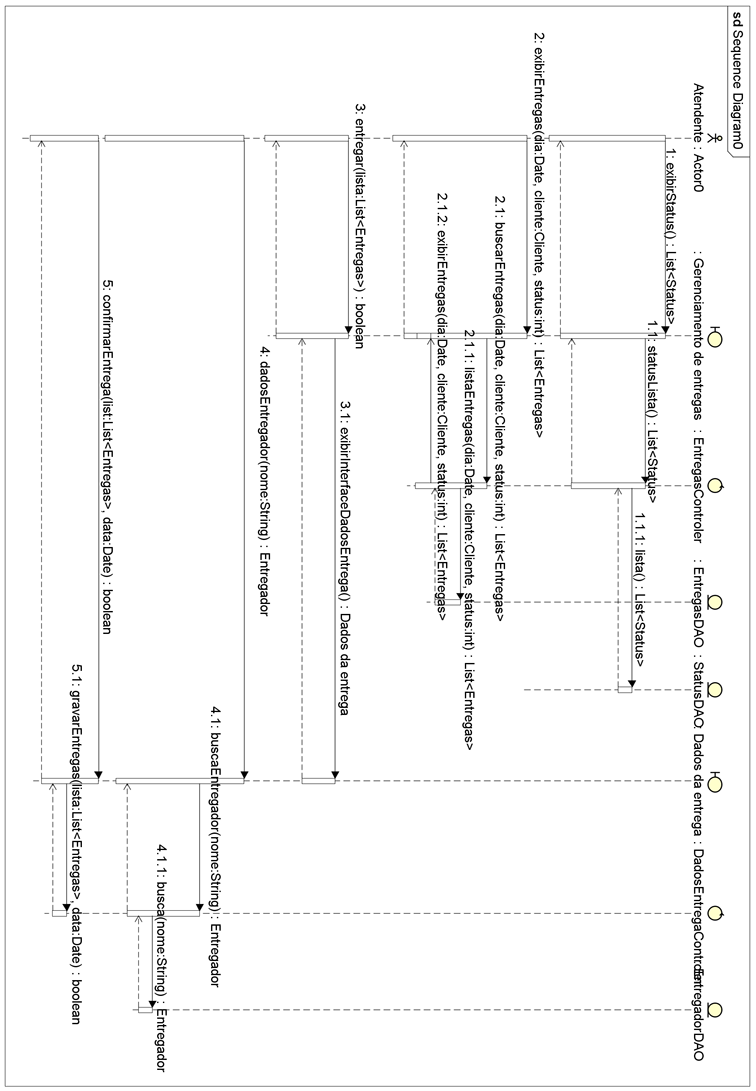 sd Sequence Diagram0
Atendente : Actor0
: Gerenciamento de entregas
: EntregasControler
: EntregasDAO
: StatusDAO
: Dados da entrega
: DadosEntregaControler
: EntregadorDAO
1: exibirStatus() : List<Status>
1.1: statusLista() : List<Status>
1.1.1: lista() : List<Status>
2: exibirEntregas(dia:Date, cliente:Cliente, status:int) : List<Entregas>
2.1: buscarEntregas(dia:Date, cliente:Cliente, status:int) : List<Entregas>
2.1.1: listaEntregas(dia:Date, cliente:Cliente, status:int) : List<Entregas>
2.1.2: exibirEntregas(dia:Date, cliente:Cliente, status:int) : List<Entregas>
3: entregar(lista:List<Entregas>) : boolean
3.1: exibirInterfaceDadosEntrega() : Dados da entrega
4: dadosEntregador(nome:String) : Entregador
4.1: buscaEntregador(nome:String) : Entregador
4.1.1: busca(nome:String) : Entregador
5: confirmarEntrega(list:List<Entregas>, data:Date) : boolean
5.1: gravarEntregas(lista:List<Entregas>, data:Date) : boolean